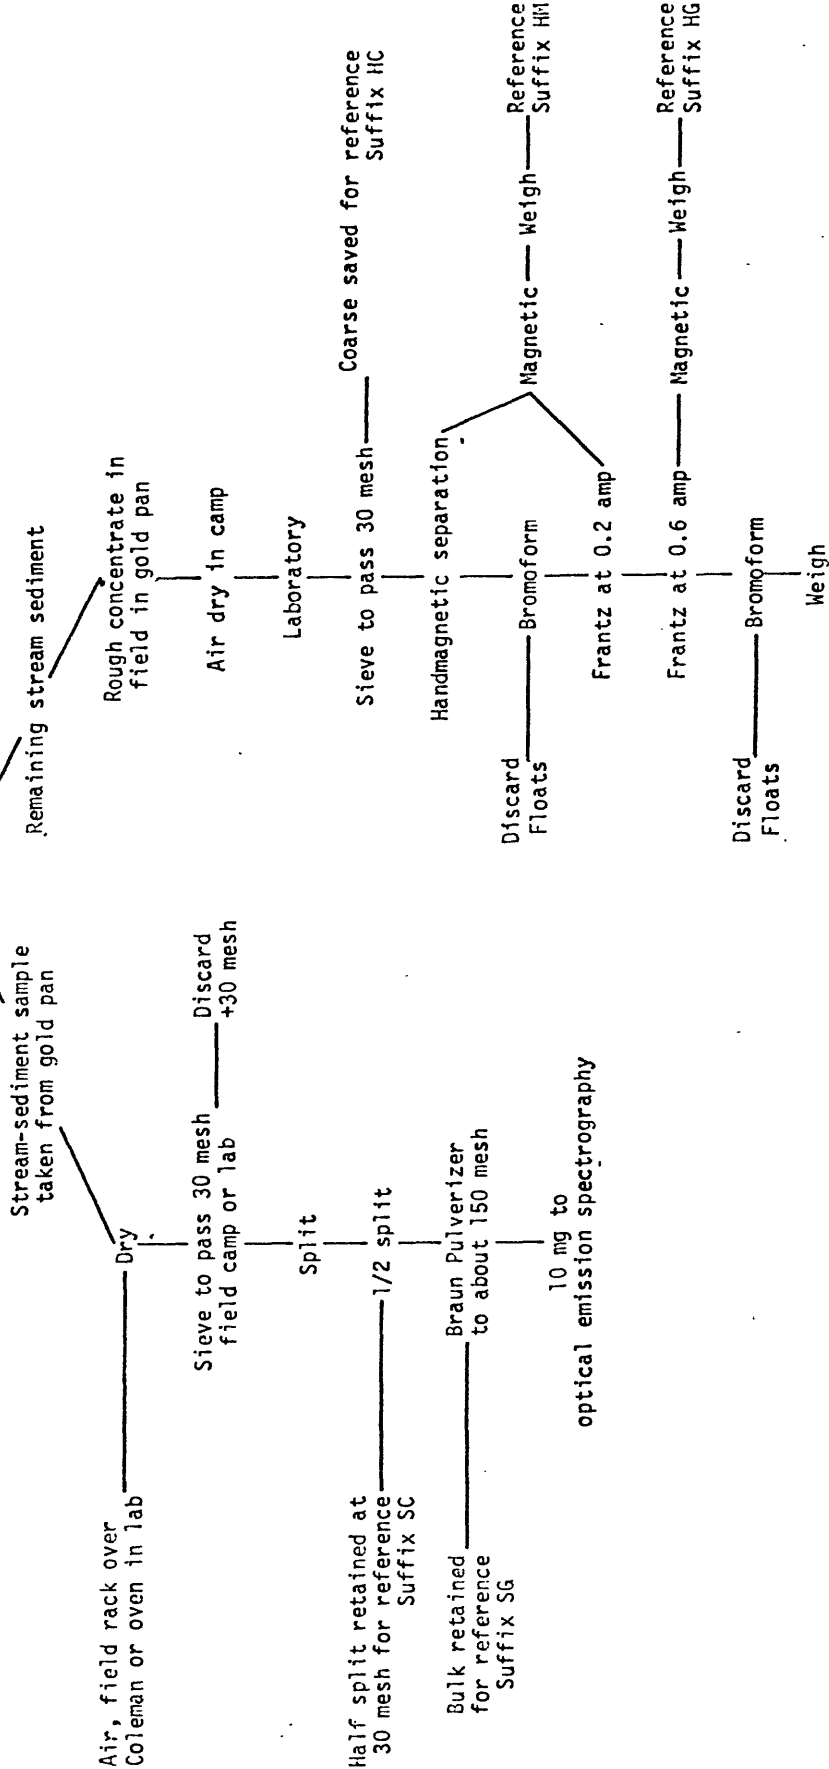 Stream-sediment sample
taken from gold pan
Air, field rack over
Coleman or oven in lab
Dry
Sieve to pass 30 mesh
field camp or lab
Discard
+30 mesh
Split
Half split retained at
30 mesh for reference
Suffix SC
1/2 split
Bulk retained
for reference
Suffix SG
Braun Pulverizer
to about 150 mesh
10 mg to
optical emission spectrography
Remaining stream sediment
Rough concentrate in
field in gold pan
Air dry in camp
Laboratory
Sieve to pass 30 mesh
Coarse saved for reference
Suffix HC
Handmagnetic separation
Discard
Floats
Bromoform
Magnetic
Weigh
Reference
Suffix HM
Frantz at 0.2 amp
Frantz at 0.6 amp
Magnetic
Weigh
Reference
Suffix HG
Discard
Floats
Bromoform
Weigh